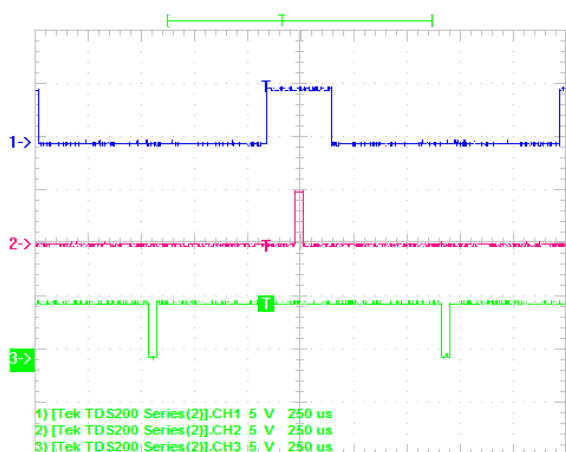 T
T
1->
2->
T
T
3->
1) [Tek TDS200 Series(2)].CH1 5 V 250 us
2) [Tek TDS200 Series(2)].CH2 5 V 250 us
3) [Tek TDS200 Series(2)].CH3 5 V 250 us